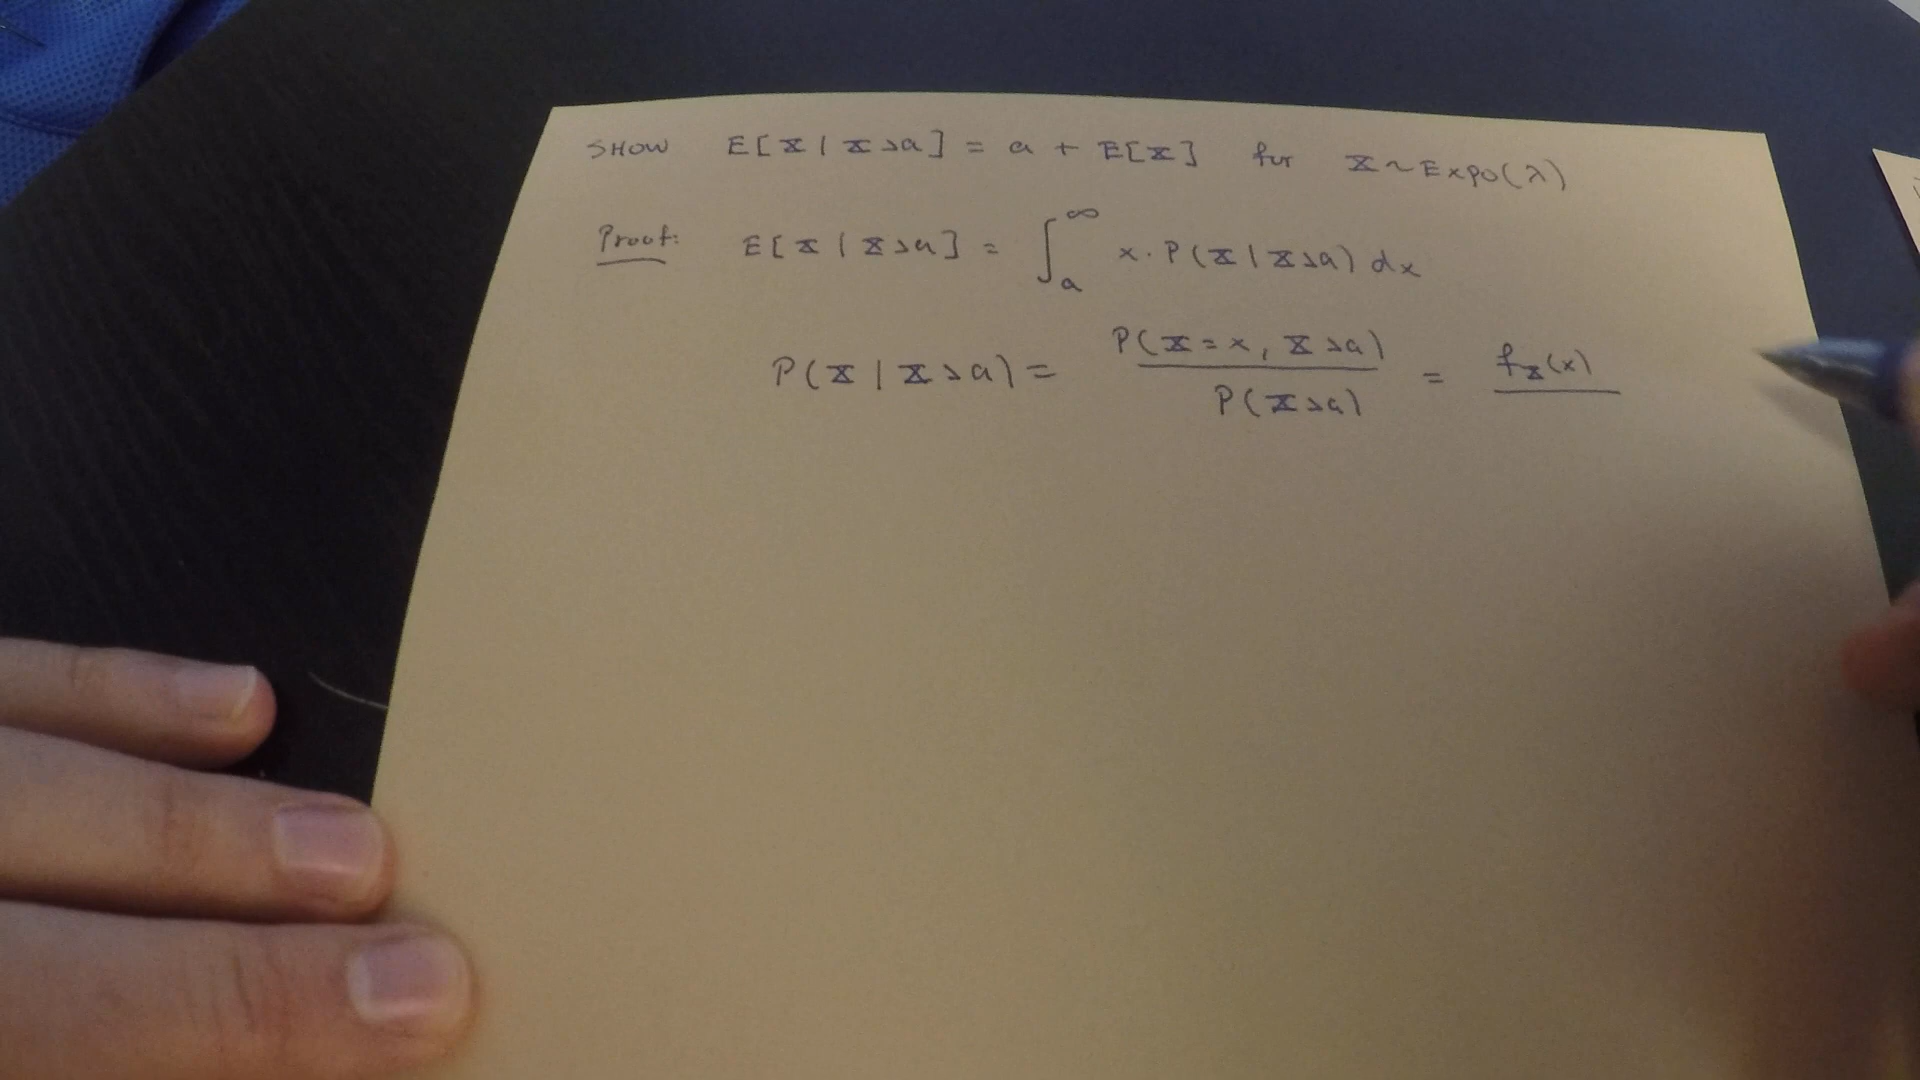 SHOW E[X | X>a] = a + E[X] for X ~ Expo(λ)
Proof: E[X | X>a] = ∫_a^∞ x · P(X | X>a) dx
P(X | X>a) = P(X = x, X>a) / P(X>a) = f_X(x) /